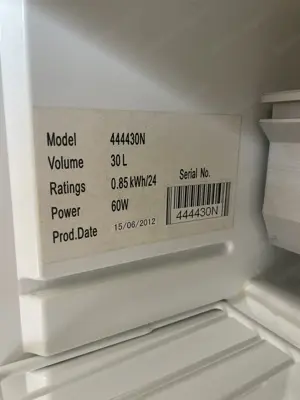 Model 444430N
Volume 30 L
Ratings 0.85 kWh/24
Power 60W
Prod.Date 15/06/2012
Serial No.
444430N